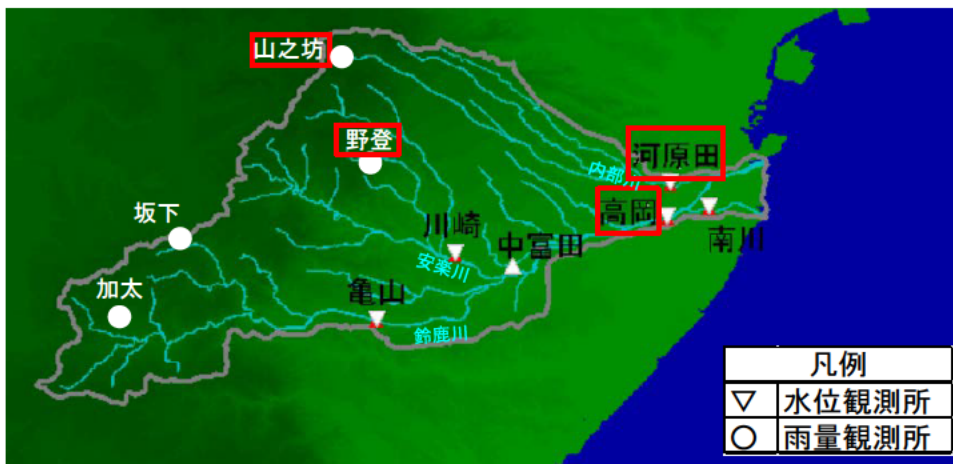 山之坊
野登
河原田
内部川
坂下
高岡
川崎
中富田
南川
安楽川
加太
亀山
鈴鹿川
凡例
▽ 水位観測所
○ 雨量観測所